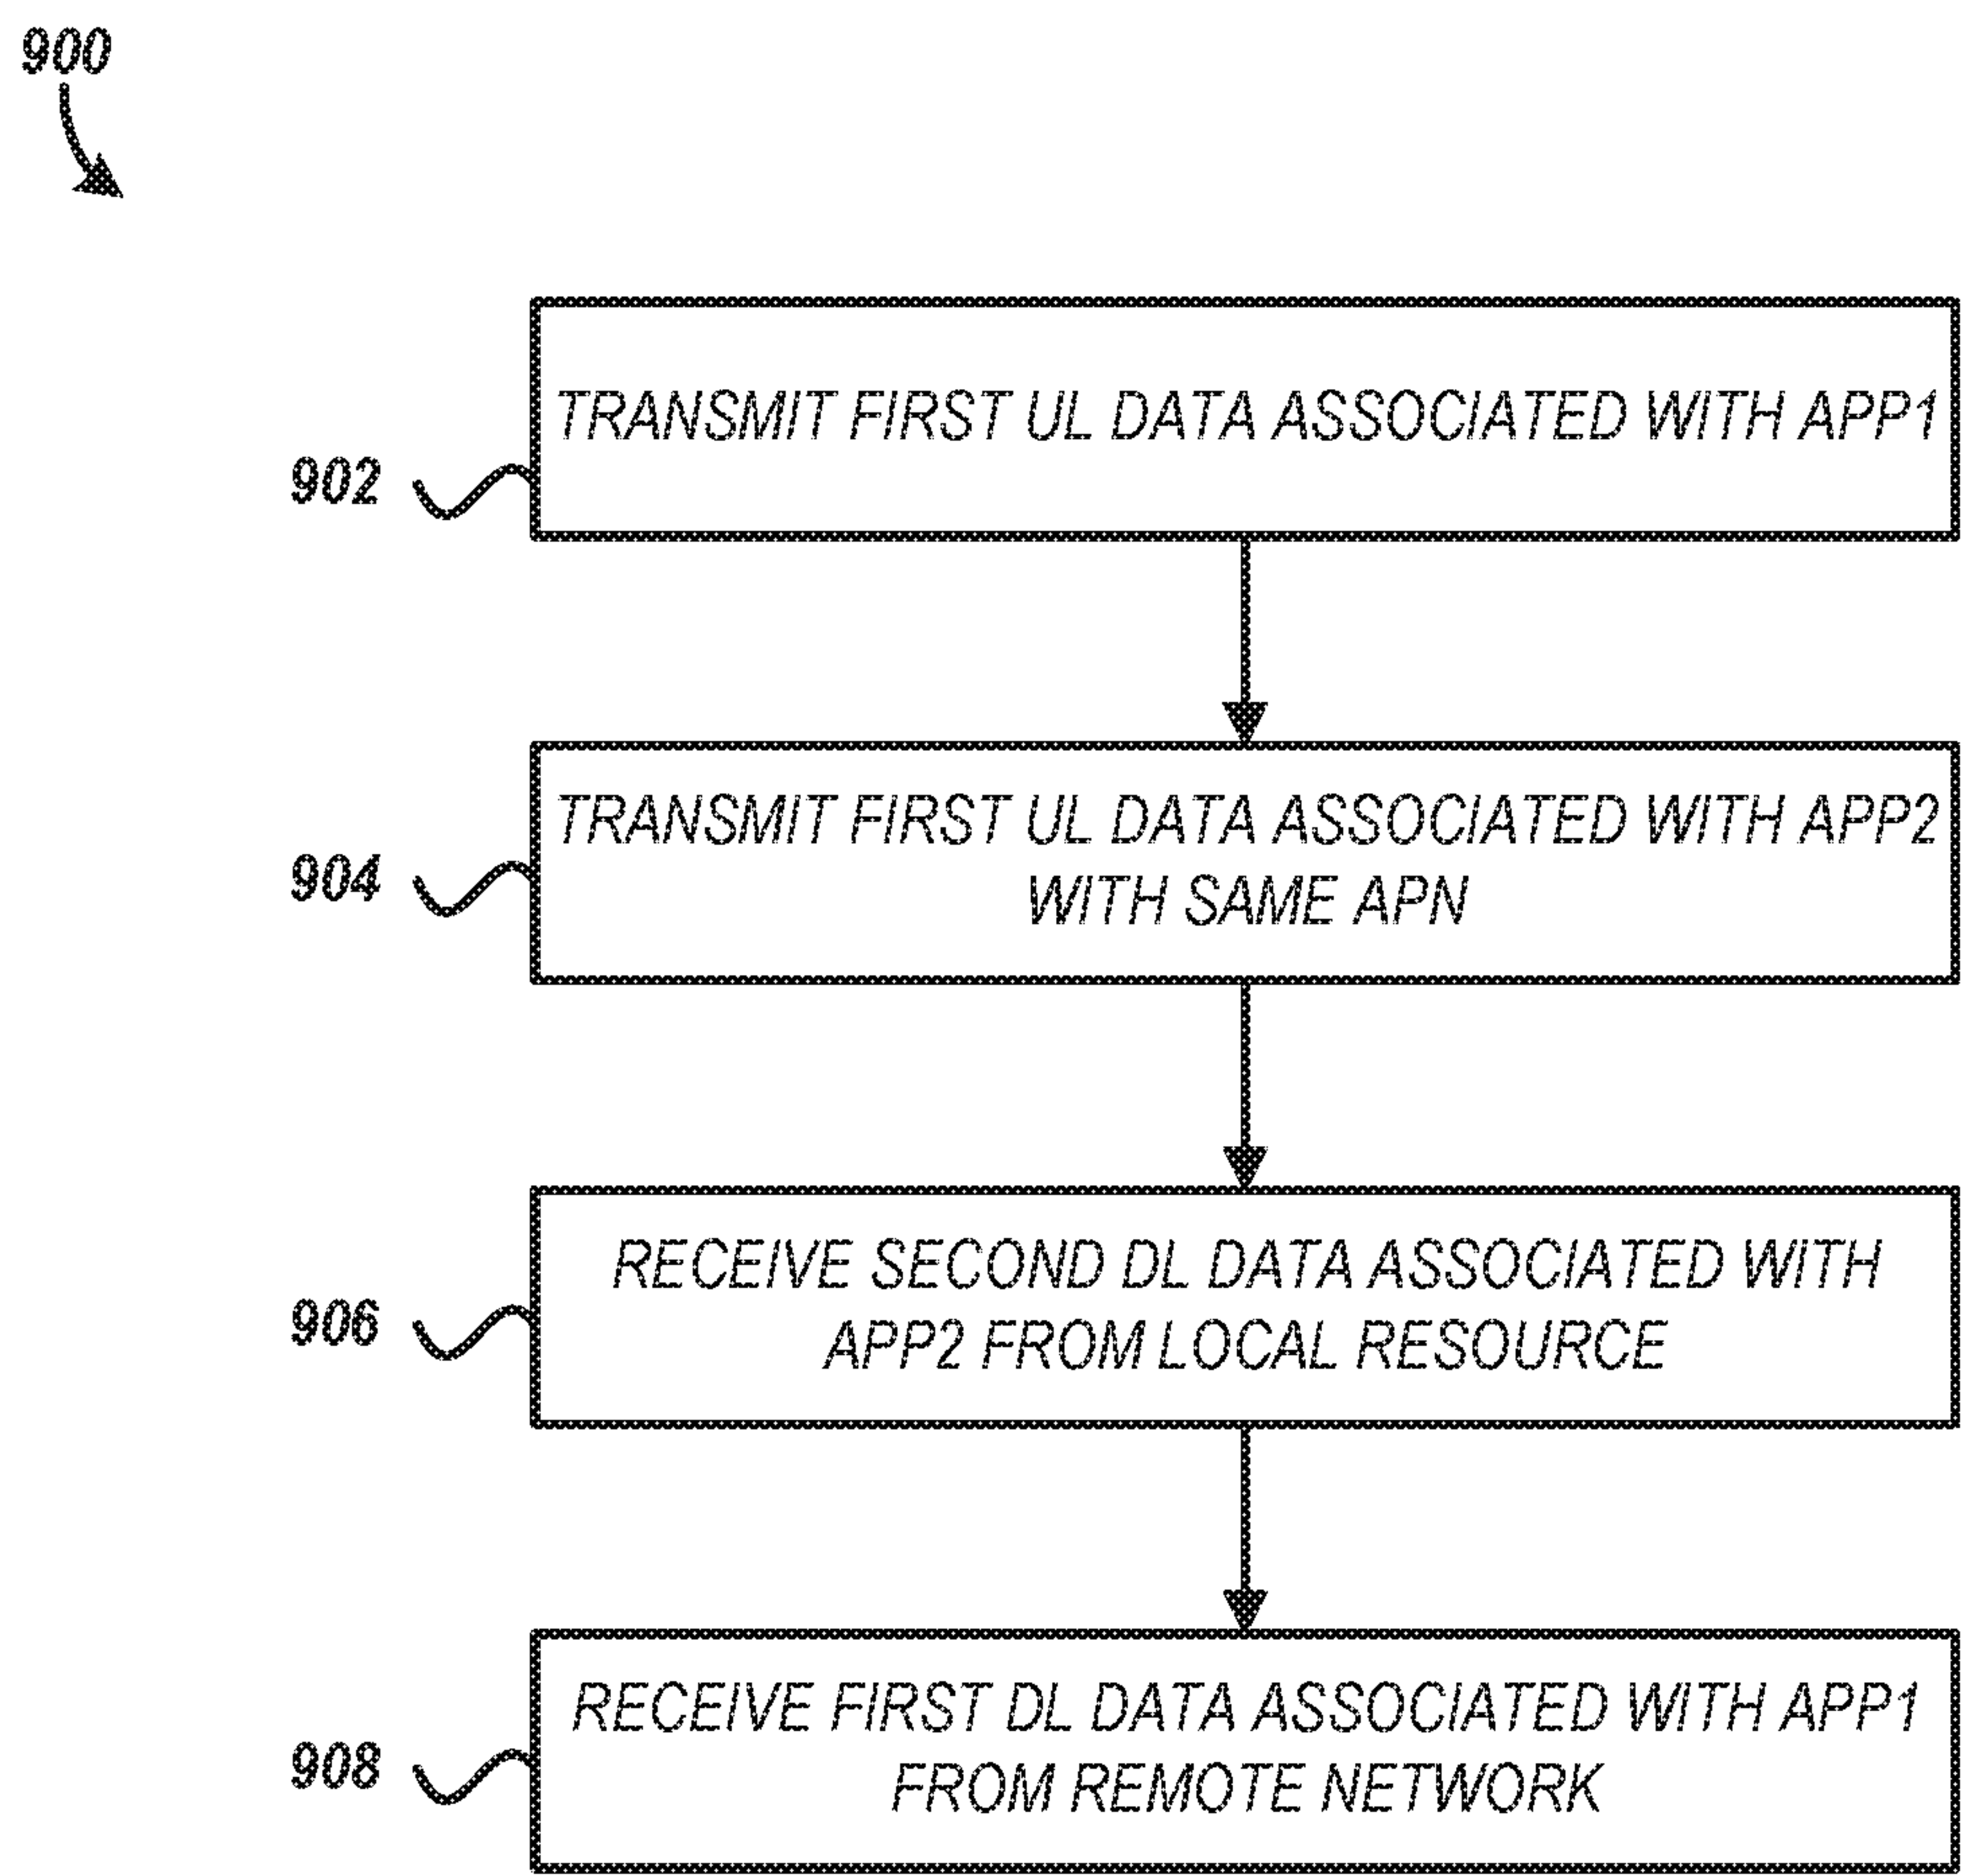 900
TRANSMIT FIRST UL DATA ASSOCIATED WITH APP1
902
TRANSMIT FIRST UL DATA ASSOCIATED WITH APP2
WITH SAME APN
904
RECEIVE SECOND DL DATA ASSOCIATED WITH
APP2 FROM LOCAL RESOURCE
906
RECEIVE FIRST DL DATA ASSOCIATED WITH APP1
FROM REMOTE NETWORK
908